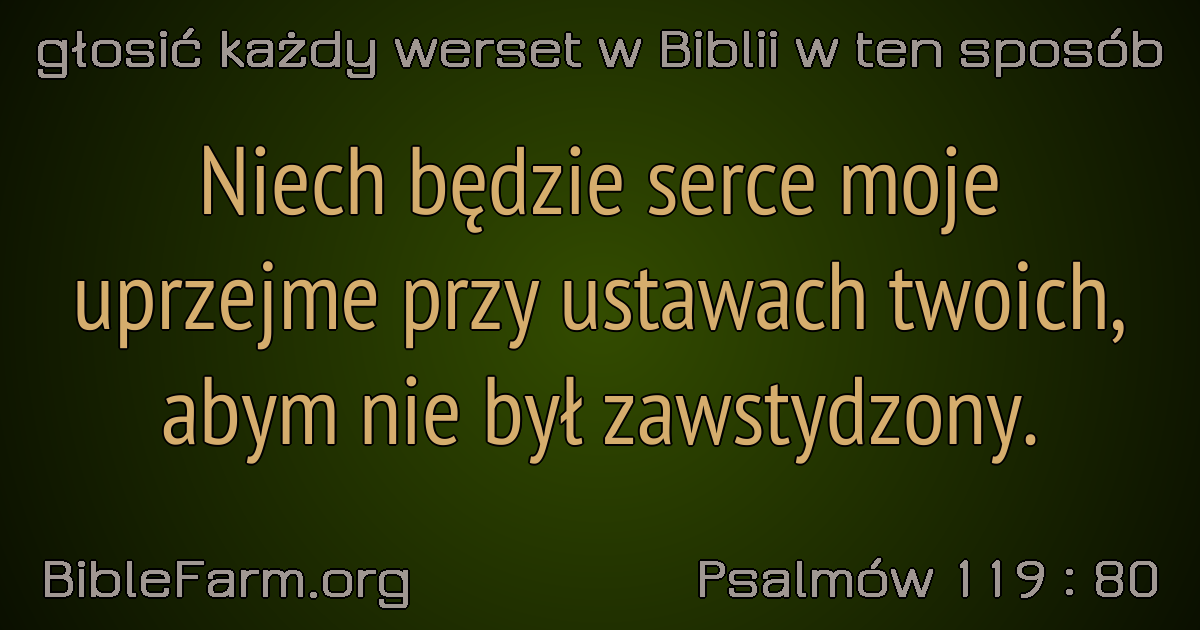 głosić każdy werset w Biblii w ten sposób
Niech będzie serce moje
uprzejme przy ustawach twoich,
abym nie był zawstydzony.
BibleFarm.org
Psalmów 119 : 80